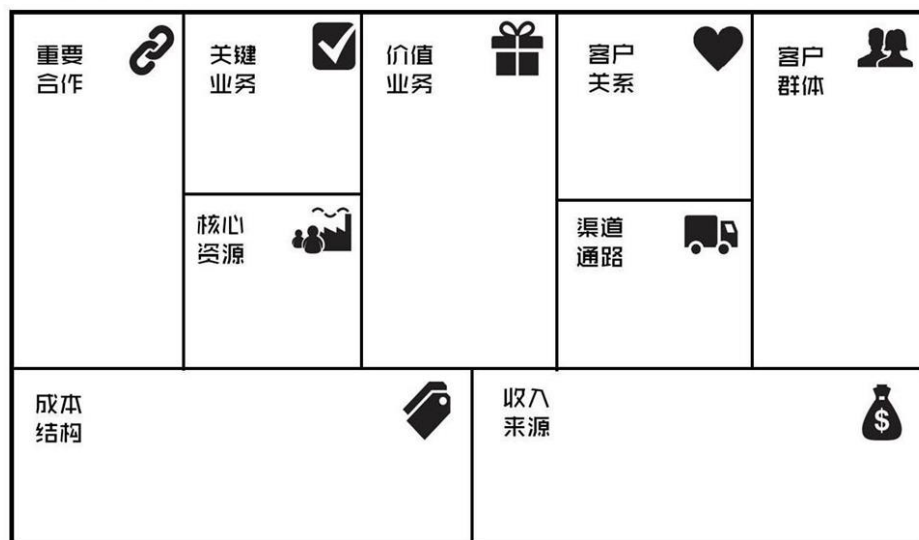 重要
合作
关键
业务
价值
业务
客户
关系
客户
群体
核心
资源
渠道
通路
成本
结构
收入
来源
$